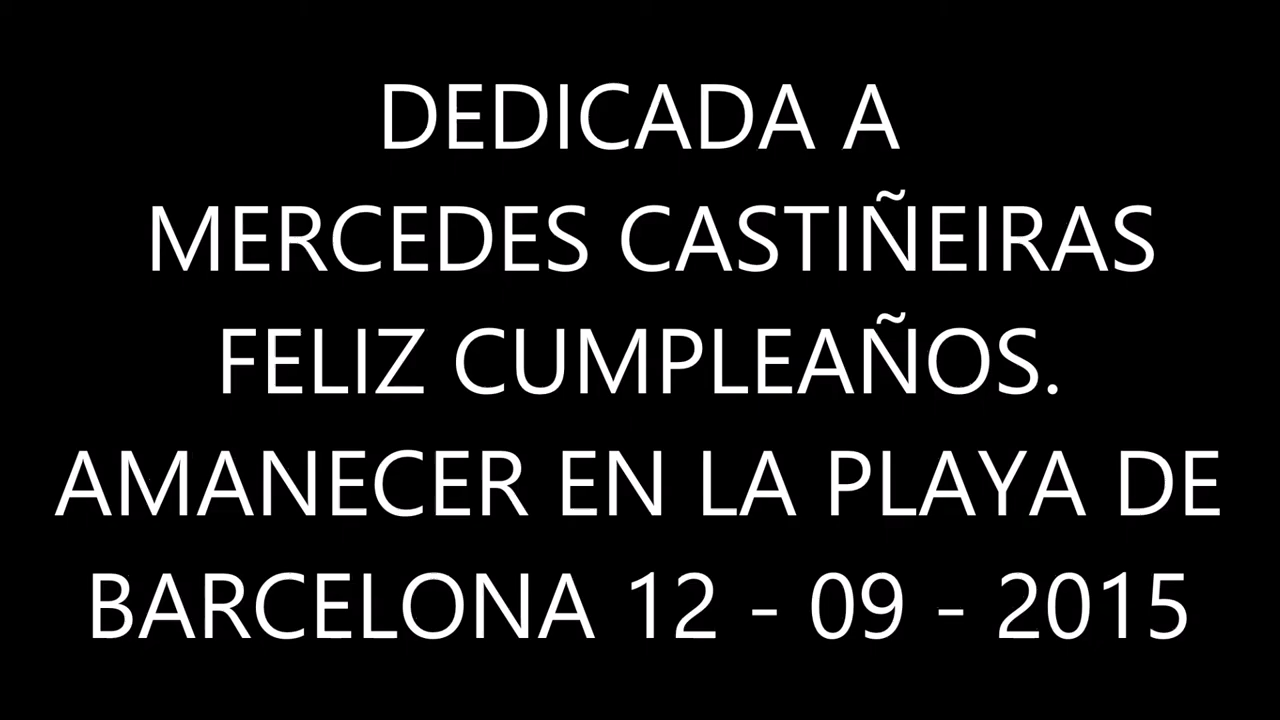 DEDICADA A
MERCEDES CASTIÑEIRAS
FELIZ CUMPLEAÑOS.
AMANECER EN LA PLAYA DE
BARCELONA 12 - 09 - 2015